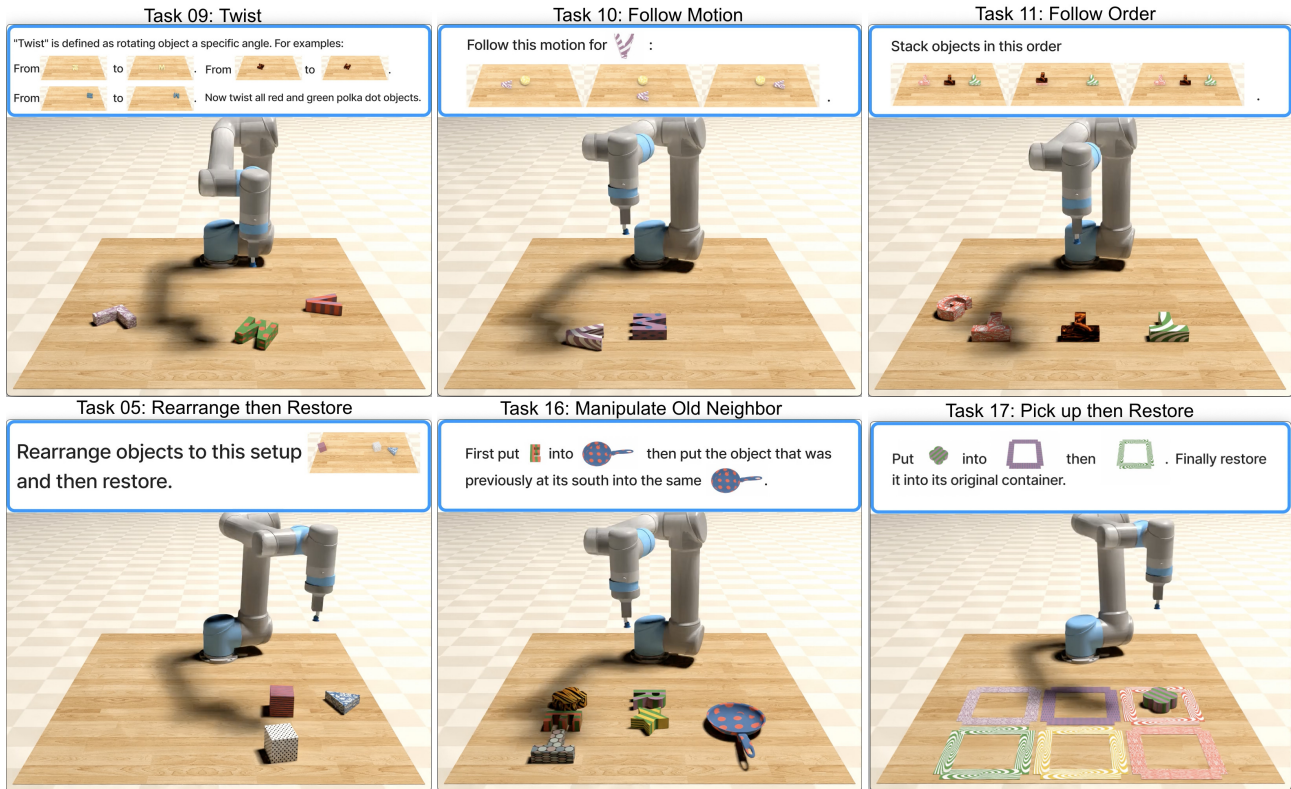 Task 09: Twist
"Twist" is defined as rotating object a specific angle. For examples:
From to . From to .
From to . Now twist all red and green polka dot objects.
Task 10: Follow Motion
Follow this motion for :
.
Task 11: Follow Order
Stack objects in this order
.
Task 05: Rearrange then Restore
Rearrange objects to this setup
and then restore.
Task 16: Manipulate Old Neighbor
First put into then put the object that was
previously at its south into the same .
Task 17: Pick up then Restore
Put into then . Finally restore
it into its original container.